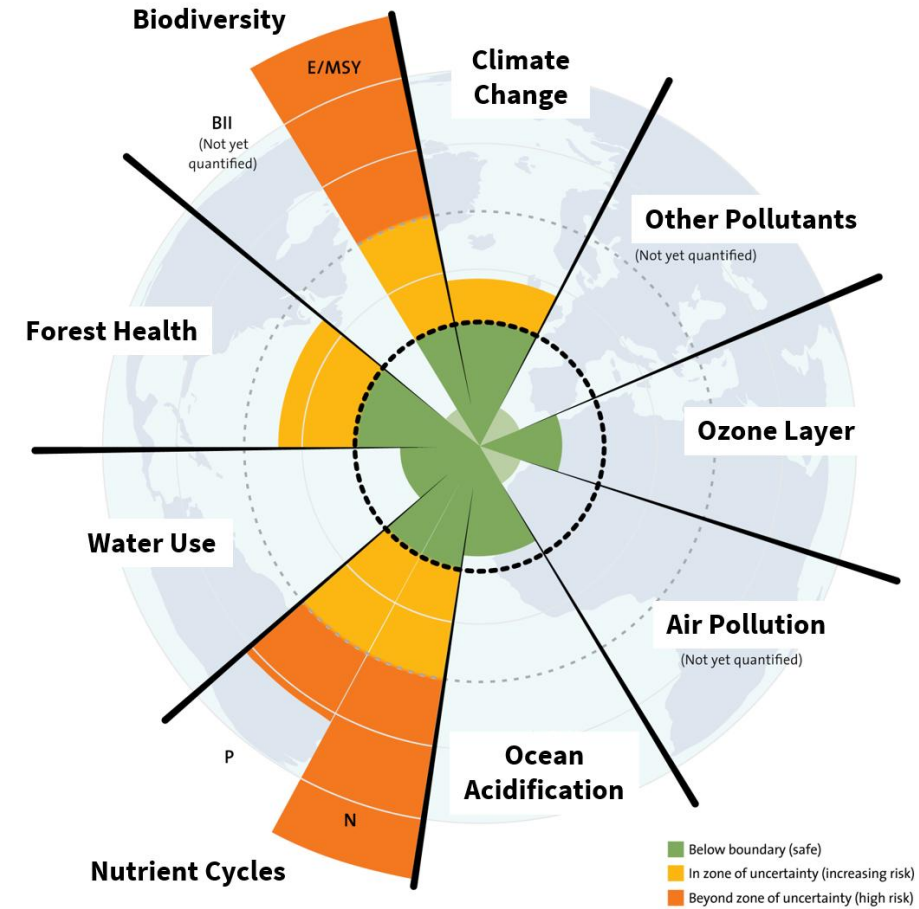 Biodiversity
E/MSY
BII
(Not yet
quantified)
Climate
Change
Other Pollutants
(Not yet quantified)
Forest Health
Ozone Layer
Water Use
Air Pollution
(Not yet quantified)
P
Ocean
Acidification
N
Nutrient Cycles
Below boundary (safe)
In zone of uncertainty (increasing risk)
Beyond zone of uncertainty (high risk)